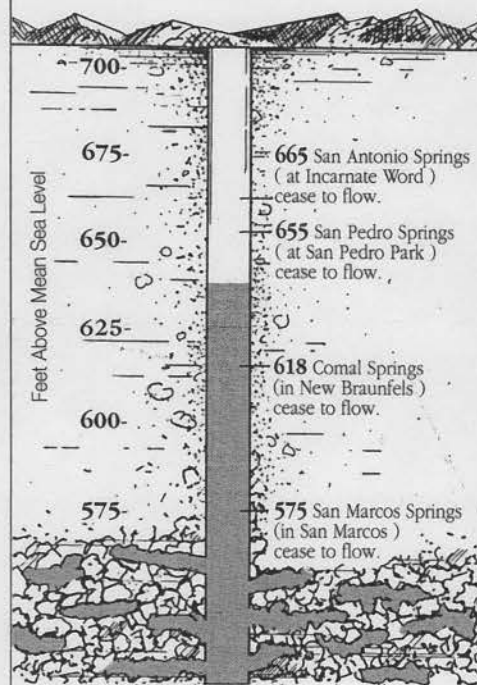 Feet Above Mean Sea Level
700-
675-
650-
625-
600-
575-
665 San Antonio Springs
( at Incarnate Word )
cease to flow.
655 San Pedro Springs
( at San Pedro Park )
cease to flow.
618 Comal Springs
(in New Braunfels )
cease to flow.
575 San Marcos Springs
(in San Marcos )
cease to flow.